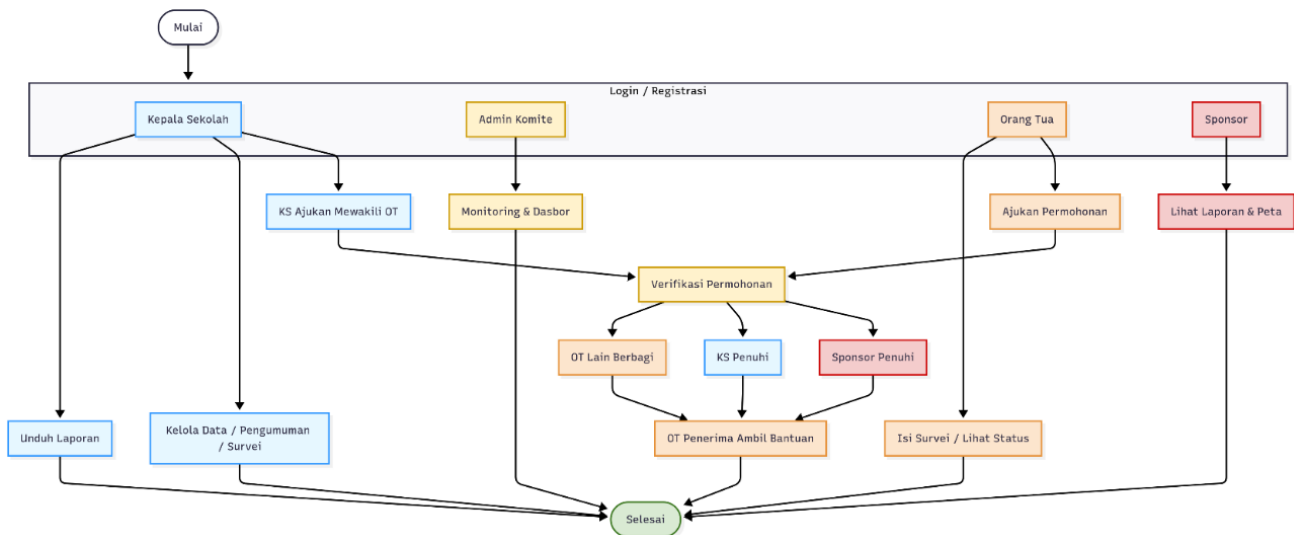 Mulai
Login / Registrasi
Kepala Sekolah
Admin Komite
Orang Tua
Sponsor
KS Ajukan Mewakili OT
Monitoring & Dasbor
Ajukan Permohonan
Lihat Laporan & Peta
Verifikasi Permohonan
OT Lain Berbagi
KS Penuhi
Sponsor Penuhi
Unduh Laporan
Kelola Data / Pengumuman
/ Survei
OT Penerima Ambil Bantuan
Isi Survei / Lihat Status
Selesai